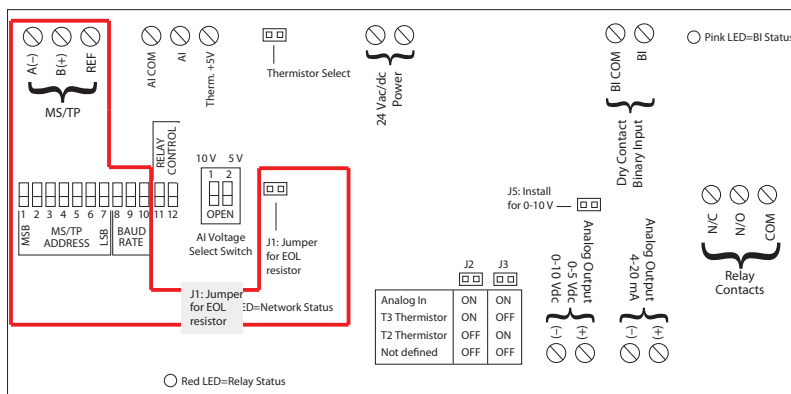 A(-)
B(+)
REF
MS/TP
AI COM
AI
Therm. +5V
Thermistor Select
24 Vac/dc
Power
BI COM
BI
Dry Contact
Binary Input
Pink LED=BI Status
RELAY
CONTROL
10 V 5 V
1 2
OPEN
AI Voltage
Select Switch
J1: Jumper
for EOL
resistor
1 2 3 4 5 6 7 8 9 10 11 12
MSB
MS/TP
ADDRESS
LSB
BAUD
RATE
J5: Install
for 0-10 V
Analog Output
0-5 Vdc
0-10 Vdc
(-)
(+)
Analog Output
4-20 mA
(-)
(+)
N/C
N/O
COM
Relay
Contacts
J2 J3
Analog In ON ON
T3 Thermistor ON OFF
T2 Thermistor OFF ON
Not defined OFF OFF
J1: Jumper
for EOL
resistor
ED=Network Status
Red LED=Relay Status